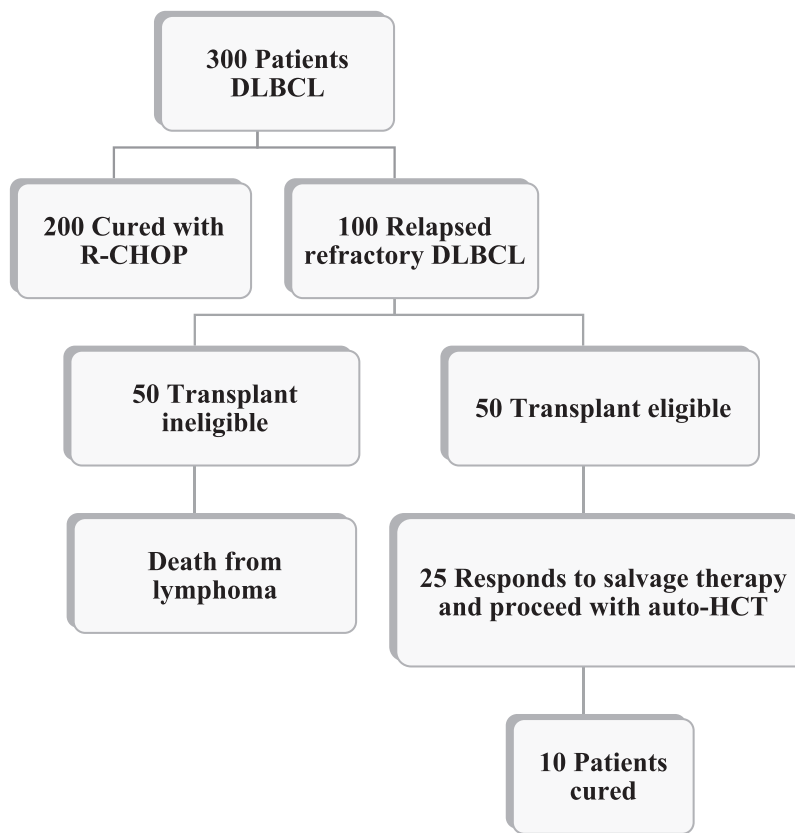 300 Patients
DLBCL
200 Cured with
R-CHOP
100 Relapsed
refractory DLBCL
50 Transplant
ineligible
50 Transplant eligible
Death from
lymphoma
25 Responds to salvage therapy
and proceed with auto-HCT
10 Patients
cured